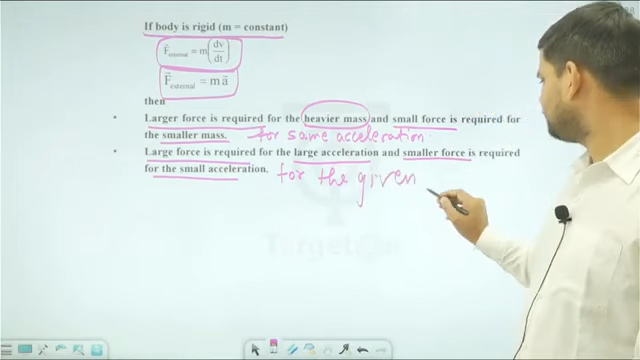 If body is rigid (m = constant)
F⃗external = m(dv⃗/dt)
F⃗external = m a⃗
then
• Larger force is required for the heavier mass and small force is required for
the smaller mass. for same acceleration.
• Large force is required for the large acceleration and smaller force is required
for the small acceleration. for the given